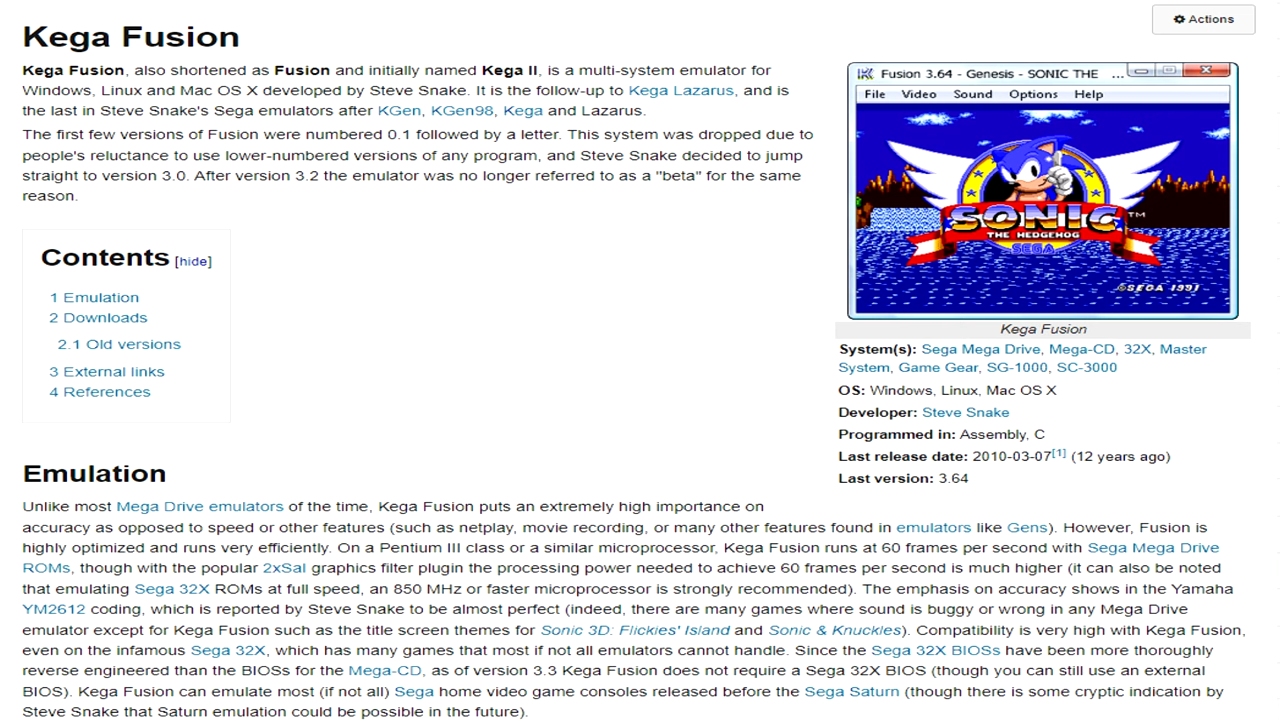 Actions
Kega Fusion
Kega Fusion, also shortened as Fusion and initially named Kega II, is a multi-system emulator for
Windows, Linux and Mac OS X developed by Steve Snake. It is the follow-up to Kega Lazarus, and is
the last in Steve Snake's Sega emulators after KGen, KGen98, Kega and Lazarus.
The first few versions of Fusion were numbered 0.1 followed by a letter. This system was dropped due to
people's reluctance to use lower-numbered versions of any program, and Steve Snake decided to jump
straight to version 3.0. After version 3.2 the emulator was no longer referred to as a "beta" for the same
reason.
Contents [hide]
1 Emulation
2 Downloads
2.1 Old versions
3 External links
4 References
Fusion 3.64 - Genesis - SONIC THE ...
File Video Sound Options Help
SONIC TM
THE HEDGEHOG
SEGA
©SEGA 1991
Kega Fusion
System(s): Sega Mega Drive, Mega-CD, 32X, Master
System, Game Gear, SG-1000, SC-3000
OS: Windows, Linux, Mac OS X
Developer: Steve Snake
Programmed in: Assembly, C
Last release date: 2010-03-07[1] (12 years ago)
Last version: 3.64
Emulation
Unlike most Mega Drive emulators of the time, Kega Fusion puts an extremely high importance on
accuracy as opposed to speed or other features (such as netplay, movie recording, or many other features found in emulators like Gens). However, Fusion is
highly optimized and runs very efficiently. On a Pentium III class or a similar microprocessor, Kega Fusion runs at 60 frames per second with Sega Mega Drive
ROMs, though with the popular 2xSaI graphics filter plugin the processing power needed to achieve 60 frames per second is much higher (it can also be noted
that emulating Sega 32X ROMs at full speed, an 850 MHz or faster microprocessor is strongly recommended). The emphasis on accuracy shows in the Yamaha
YM2612 coding, which is reported by Steve Snake to be almost perfect (indeed, there are many games where sound is buggy or wrong in any Mega Drive
emulator except for Kega Fusion such as the title screen themes for Sonic 3D: Flickies' Island and Sonic & Knuckles). Compatibility is very high with Kega Fusion,
even on the infamous Sega 32X, which has many games that most if not all emulators cannot handle. Since the Sega 32X BIOSs have been more thoroughly
reverse engineered than the BIOSs for the Mega-CD, as of version 3.3 Kega Fusion does not require a Sega 32X BIOS (though you can still use an external
BIOS). Kega Fusion can emulate most (if not all) Sega home video game consoles released before the Sega Saturn (though there is some cryptic indication by
Steve Snake that Saturn emulation could be possible in the future).